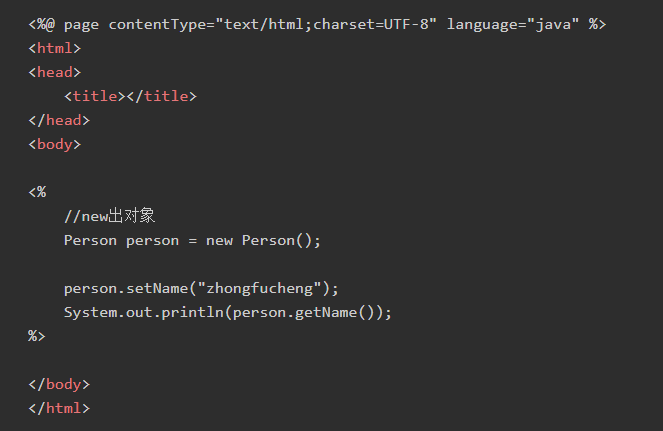 <%@ page contentType="text/html;charset=UTF-8" language="java" %>
<html>
<head>
    <title></title>
</head>
<body>

<%
    //new出对象
    Person person = new Person();

    person.setName("zhongfucheng");
    System.out.println(person.getName());
%>

</body>
</html>